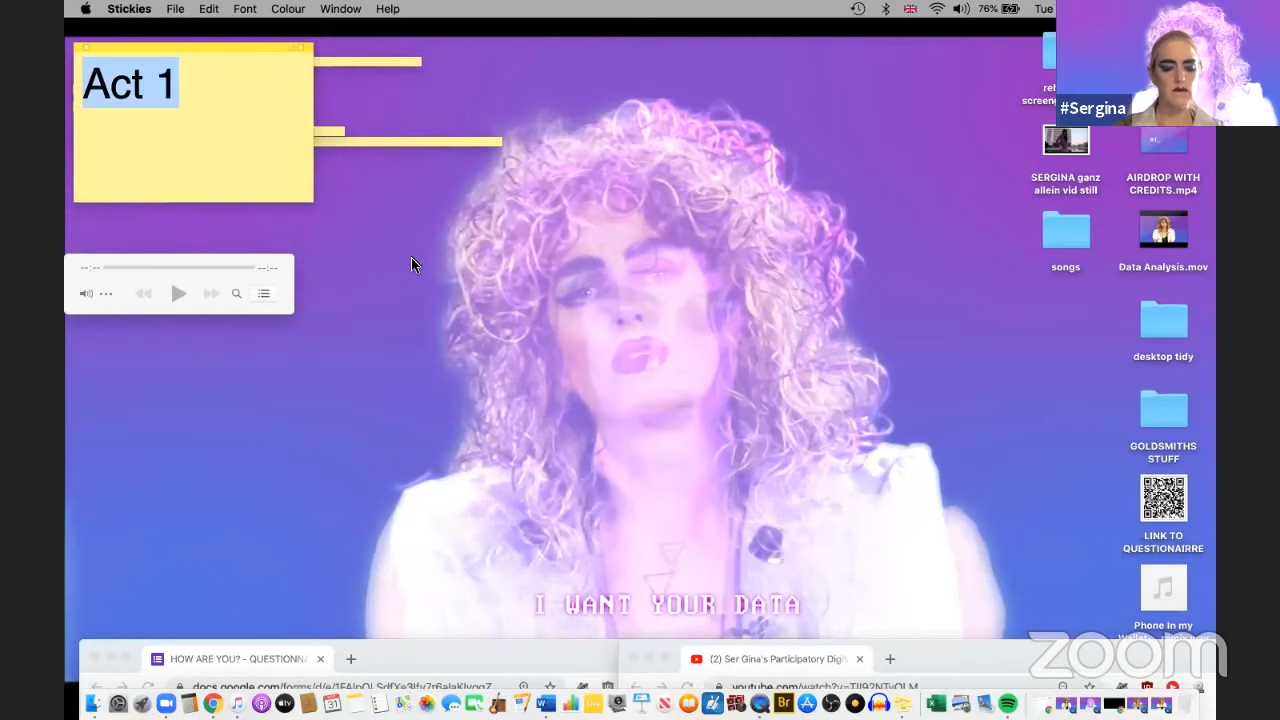 Stickies File Edit Font Colour Window Help
76% Tue
Act 1
#Sergina
SERGINA ganz
allein vid still
AIRDROP WITH
CREDITS.mp4
songs
Data Analysis.mov
desktop tidy
GOLDSMITHS
STUFF
LINK TO
QUESTIONAIRRE
Phone In my
I WANT YOUR DATA
zoom
HOW ARE YOU? - QUESTIONN
(2) Ser Gina's Participatory Digit